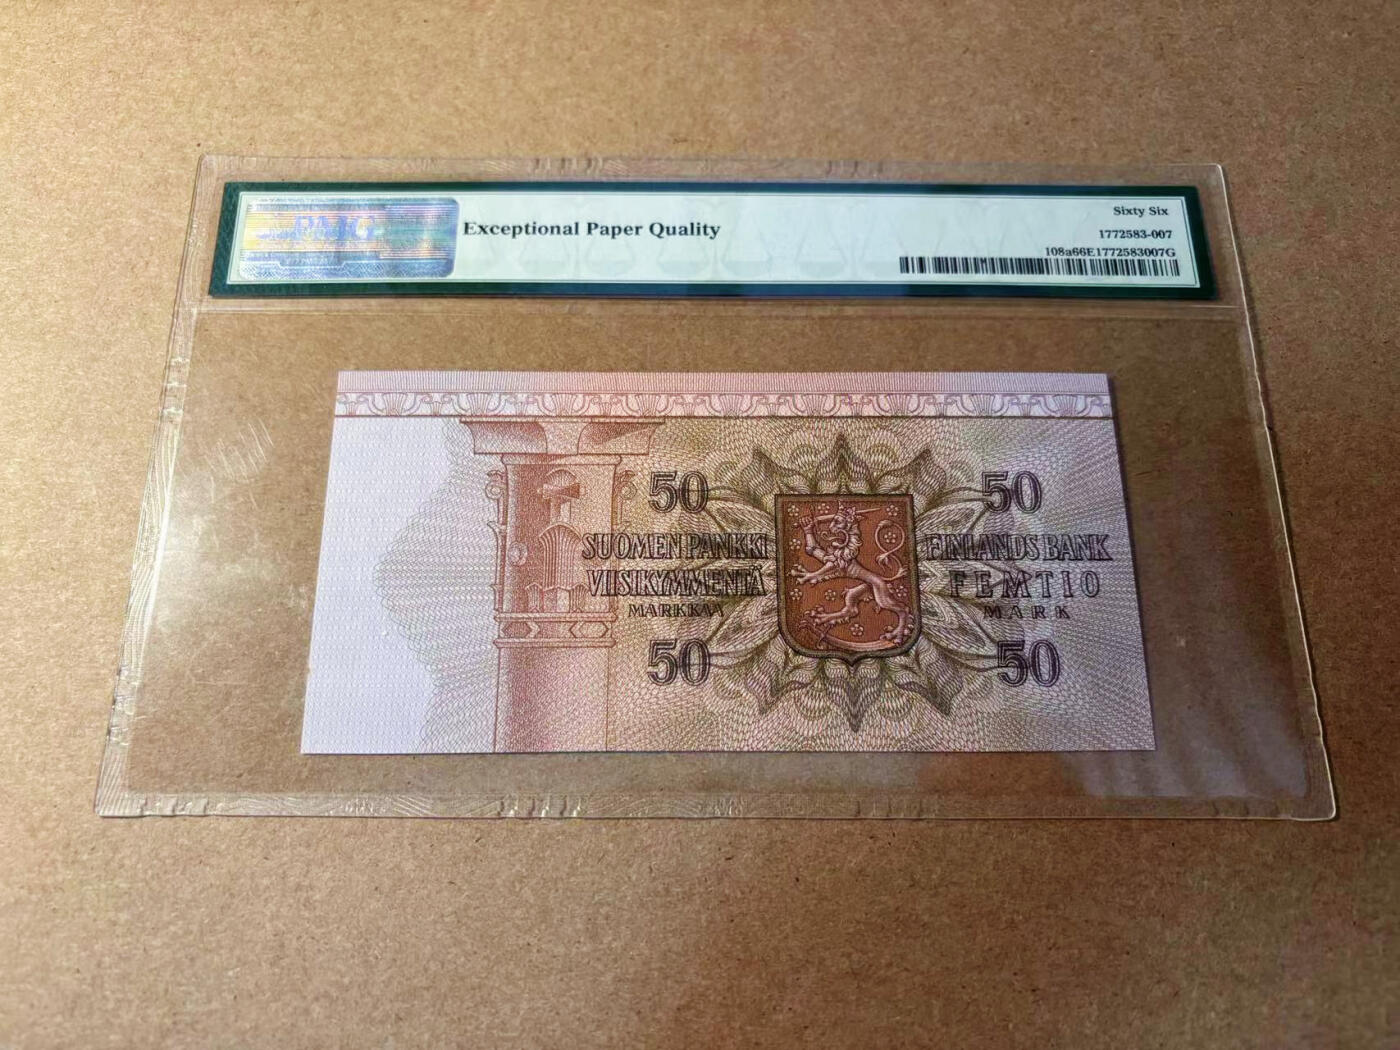 PMG
Exceptional Paper Quality
Sixty Six
1772583-007
108a66E1772583007G
50
50
SUOMEN PANKKI
FINLANDS BANK
VIISIKYMMENTÄ
FEMTIO
MARKKAA
MARK
50
50